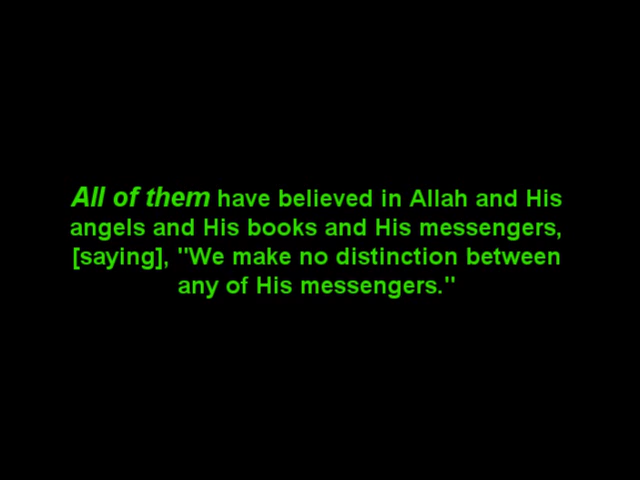 All of them have believed in Allah and His
angels and His books and His messengers,
[saying], "We make no distinction between
any of His messengers."